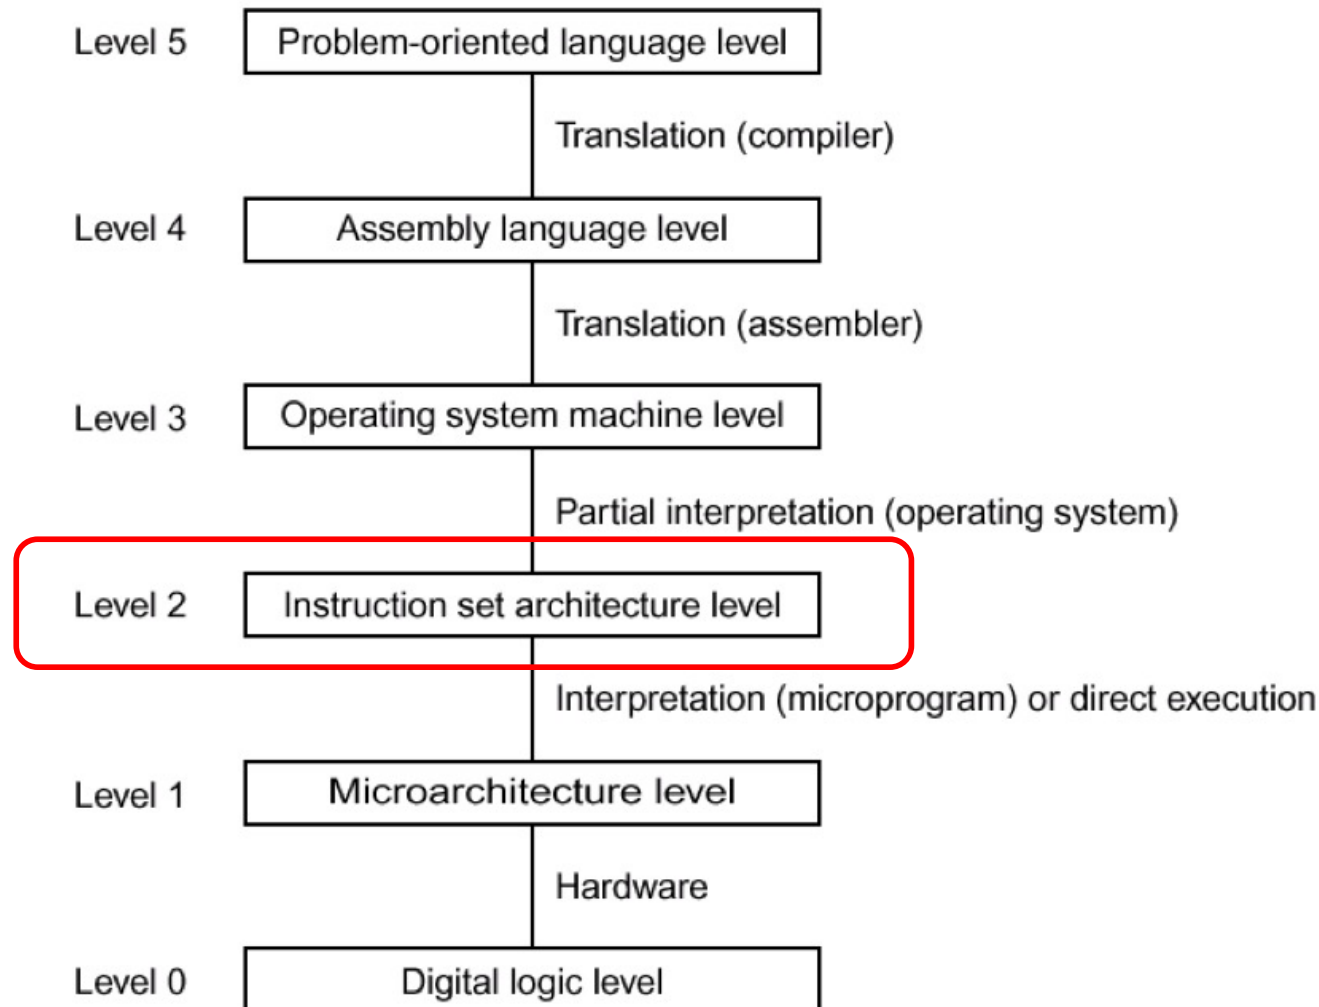 Level 5 Problem-oriented language level
Translation (compiler)
Level 4 Assembly language level
Translation (assembler)
Level 3 Operating system machine level
Partial interpretation (operating system)
Level 2 Instruction set architecture level
Interpretation (microprogram) or direct execution
Level 1 Microarchitecture level
Hardware
Level 0 Digital logic level